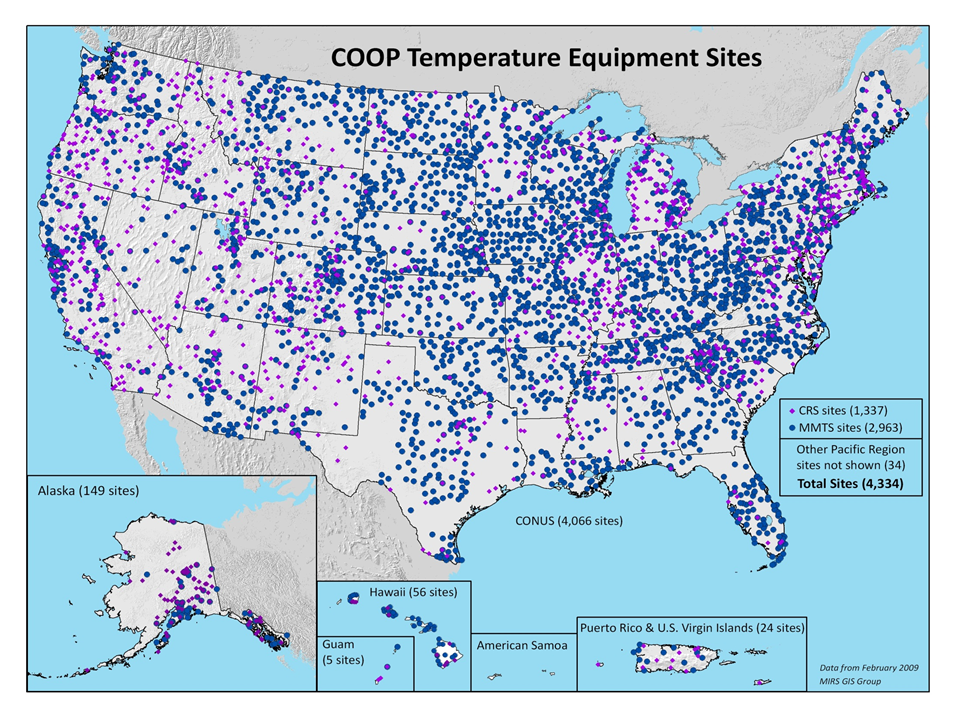 COOP Temperature Equipment Sites
CRS sites (1,337)
MMTS sites (2,963)
Other Pacific Region
sites not shown (34)
Total Sites (4,334)
Alaska (149 sites)
CONUS (4,066 sites)
Hawaii (56 sites)
Guam
(5 sites)
American Samoa
Puerto Rico & U.S. Virgin Islands (24 sites)
Data from February 2009
MIRS GIS Group